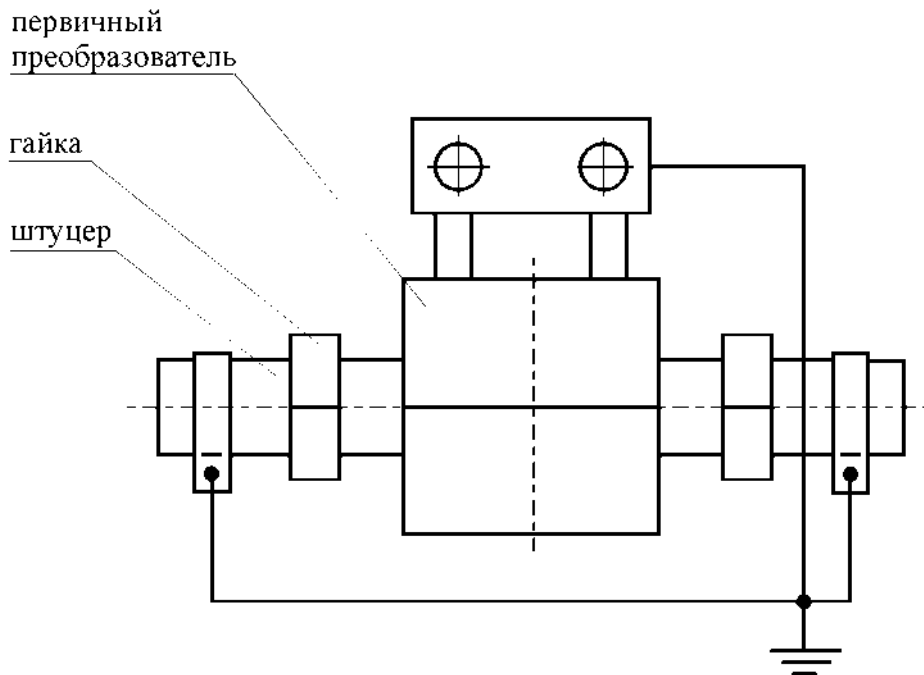 первичный
преобразователь
гайка
штуцер